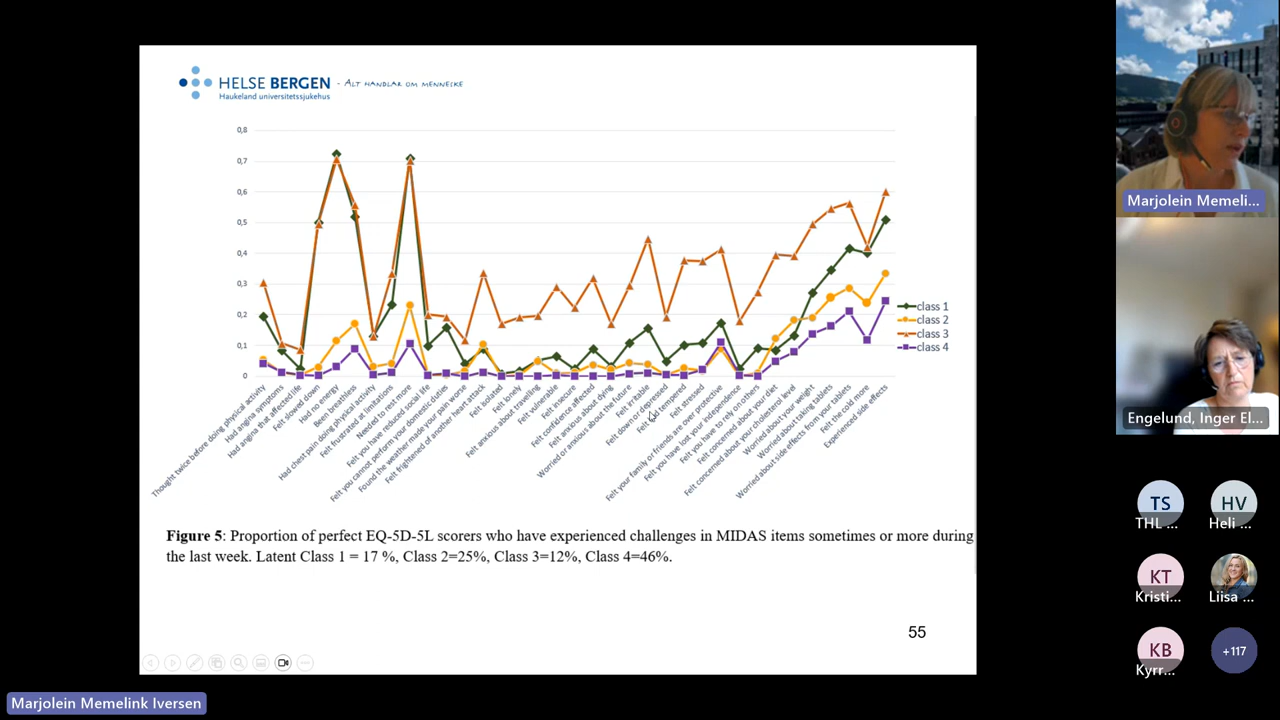 HELSE BERGEN - ALT HANDLAR OM MENNESKE
Haukeland universitetssjukehus
0,8
0,7
0,6
0,5
0,4
0,3
0,2
0,1
0
class 1
class 2
class 3
class 4
Thought twice before doing physical activity
Had angina symptoms
Had angina that affected life
Felt slowed down
Had no energy
Been breathless
Had chest pain doing physical activity
Felt frustrated at limitations
Needed to rest more
Felt you have reduced social life
Felt you cannot perform your domestic duties
Found the weather made your pain worse
Felt frightened of another heart attack
Felt isolated
Felt lonely
Felt anxious about travelling
Felt vulnerable
Felt insecure
Felt confidence affected
Felt anxious about dying
Worried or anxious about the future
Felt irritable
Felt down or depressed
Felt stressed
Felt your family or friends are over protective
Felt you have lost your independence
Felt you have to rely on others
Felt concerned about your diet
Felt concerned about your cholesterol level
Worried about your weight
Worried about taking tablets
Worried about side effects from your tablets
Felt the cold more
Experienced side effects
Figure 5: Proportion of perfect EQ-5D-5L scorers who have experienced challenges in MIDAS items sometimes or more during
the last week. Latent Class 1 = 17 %, Class 2=25%, Class 3=12%, Class 4=46%.
55
Marjolein Memelink Iversen
Marjolein Memeli...
Engelund, Inger El...
TS
THL ...
HV
Heli ...
KT
Kristi...
Liisa ...
KB
Kyrr...
+117